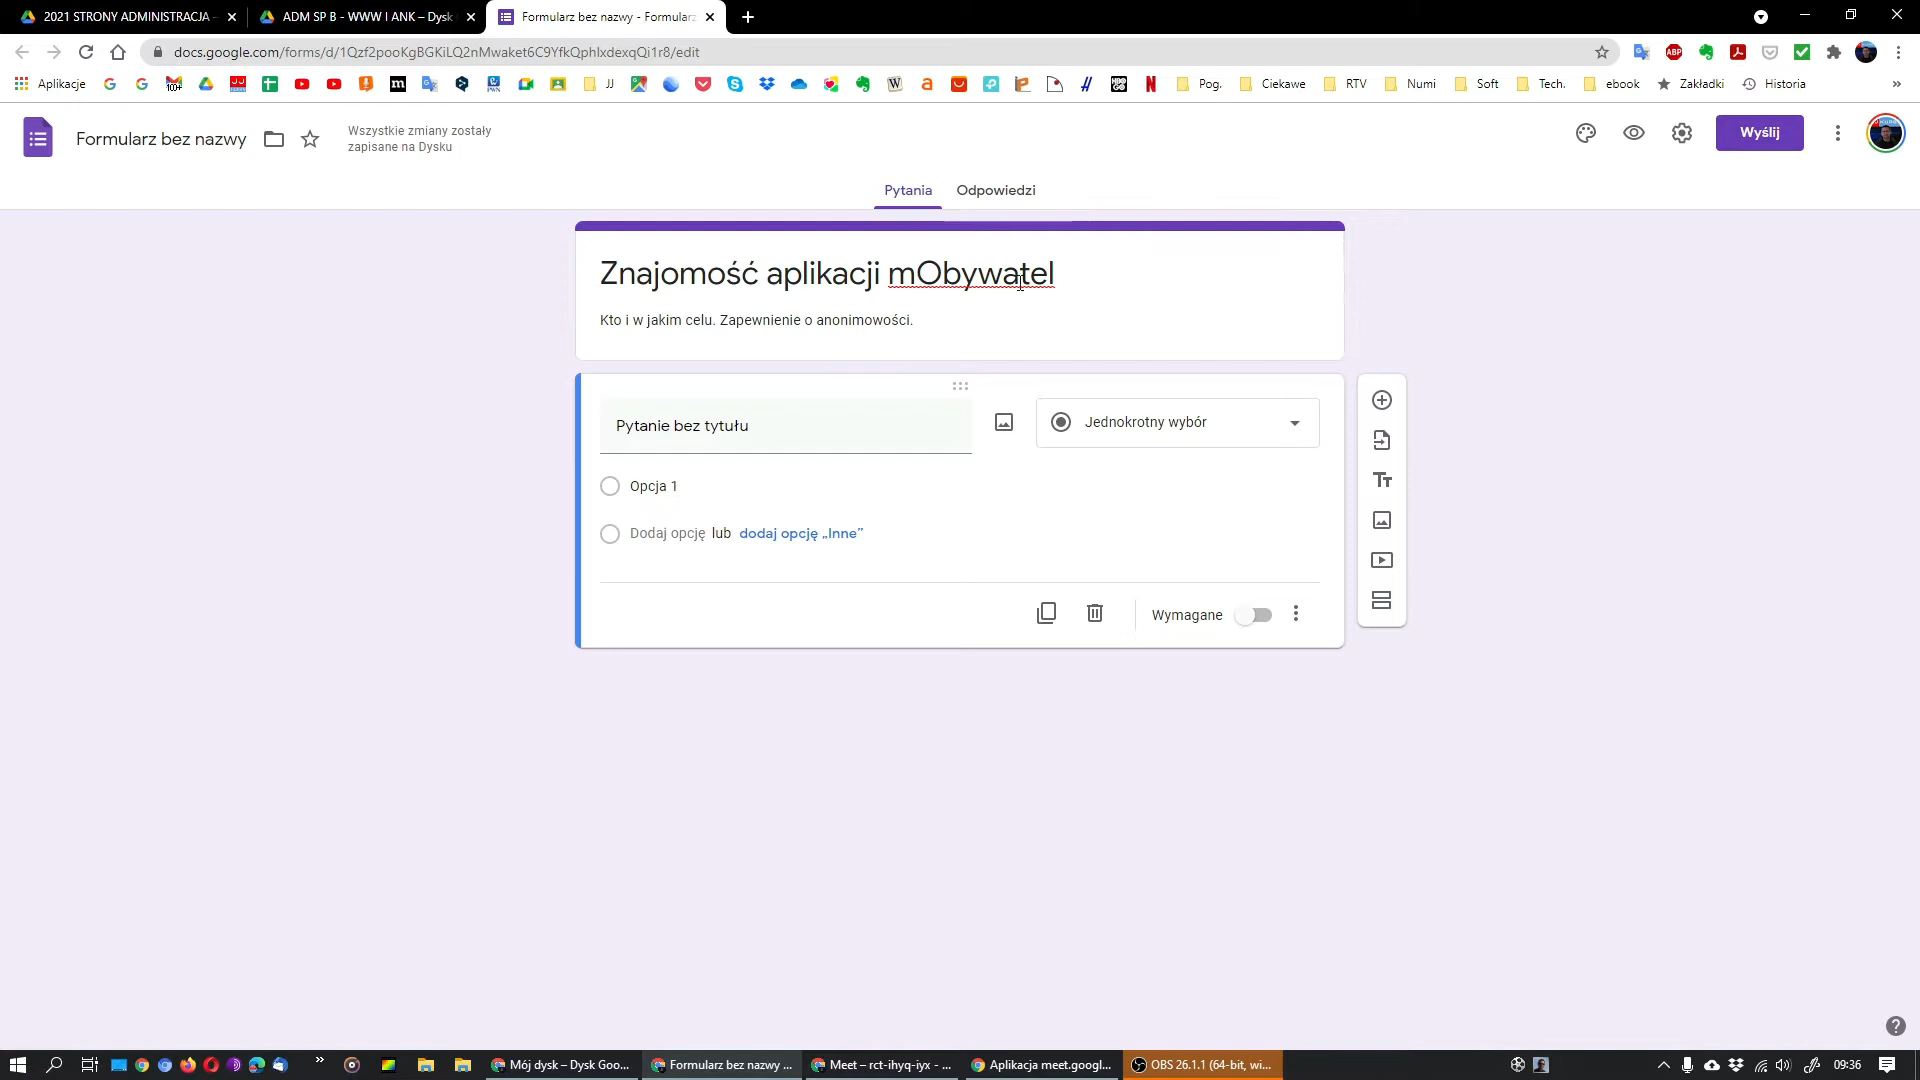 2021 STRONY ADMINISTRACJA -
ADM SP B - WWW I ANK – Dysk
Formularz bez nazwy - Formularz
docs.google.com/forms/d/1Qzf2pooKgBGKiLQ2nMwaket6C9YfkQphIxdexqQi1r8/edit
Aplikacje
JJ
Pog.
Ciekawe
RTV
Numi
Soft
Tech.
ebook
Zakładki
Historia
Formularz bez nazwy
Wszystkie zmiany zostały
zapisane na Dysku
Wyślij
Pytania
Odpowiedzi
Znajomość aplikacji mObywatel
Kto i w jakim celu. Zapewnienie o anonimowości.
Pytanie bez tytułu
Jednokrotny wybór
Opcja 1
Dodaj opcję lub dodaj opcję „Inne”
Wymagane
Mój dysk – Dysk Goo...
Formularz bez nazwy ...
Meet – rct-ihyq-iyx - ...
Aplikacja meet.googl...
OBS 26.1.1 (64-bit, wi...
09:36